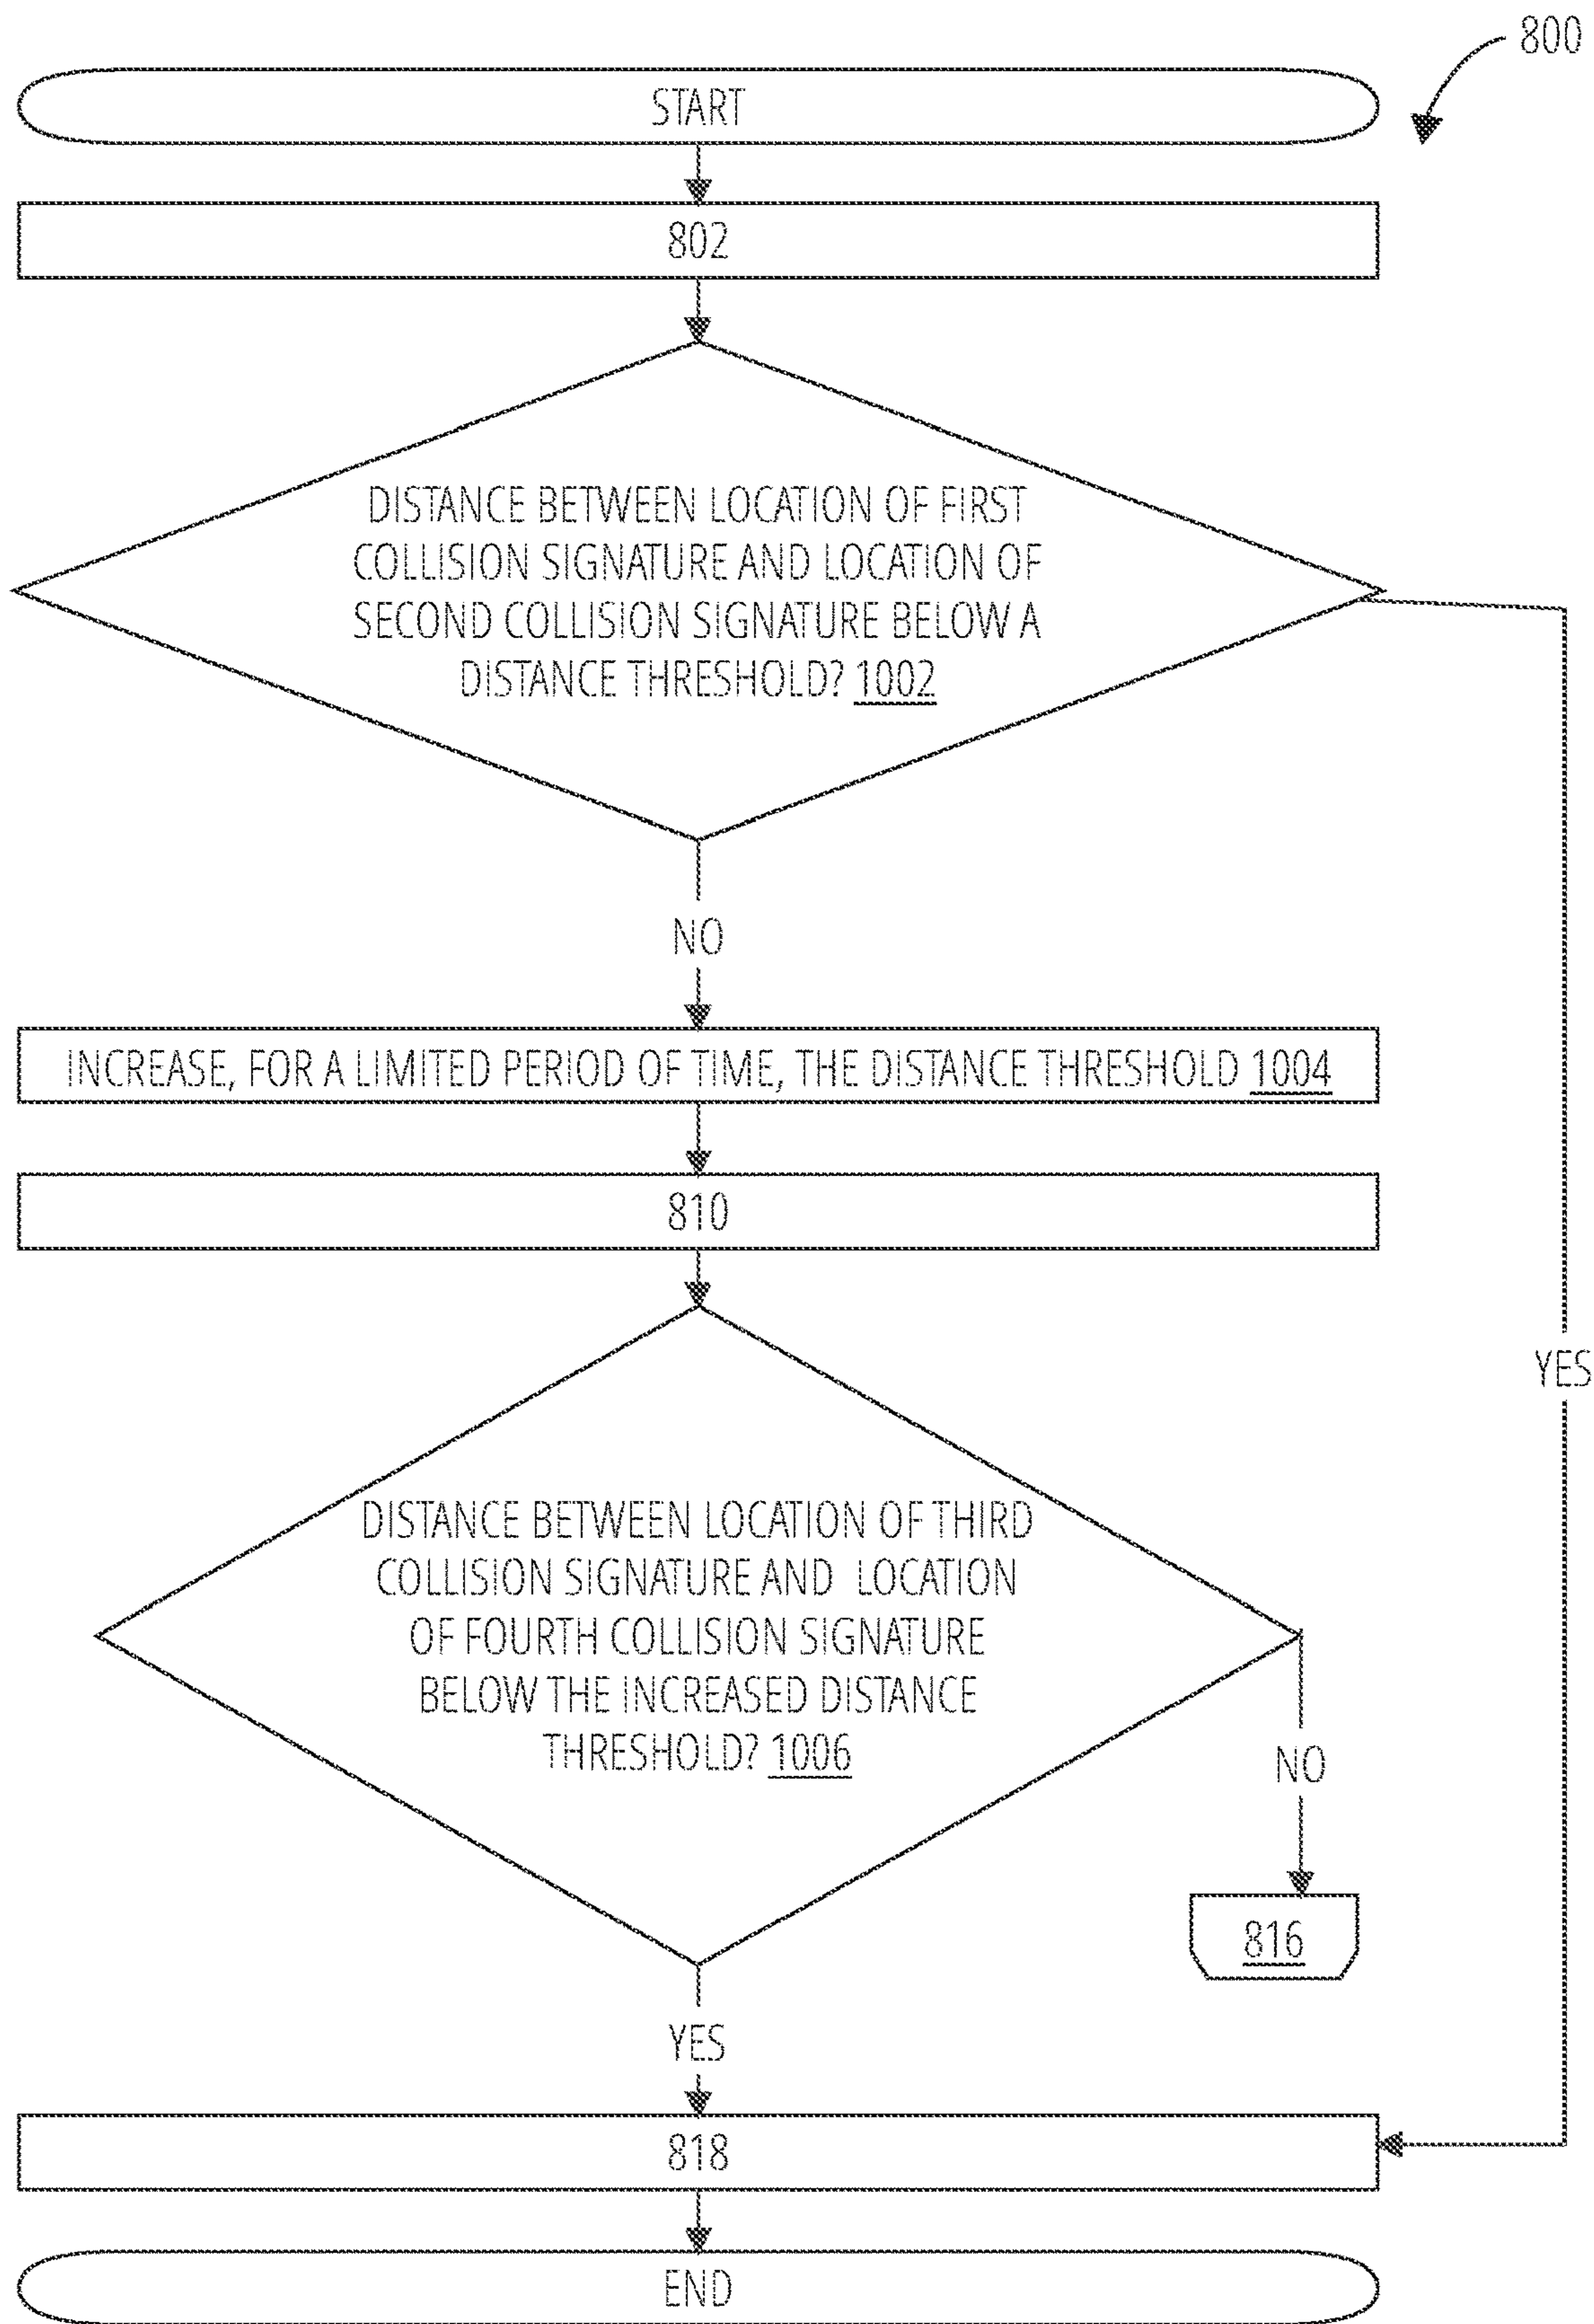 800
START
802
DISTANCE BETWEEN LOCATION OF FIRST
COLLISION SIGNATURE AND LOCATION OF
SECOND COLLISION SIGNATURE BELOW A
DISTANCE THRESHOLD? 1002
NO
INCREASE, FOR A LIMITED PERIOD OF TIME, THE DISTANCE THRESHOLD 1004
810
YES
DISTANCE BETWEEN LOCATION OF THIRD
COLLISION SIGNATURE AND LOCATION
OF FOURTH COLLISION SIGNATURE
BELOW THE INCREASED DISTANCE
THRESHOLD? 1006
NO
816
YES
818
END